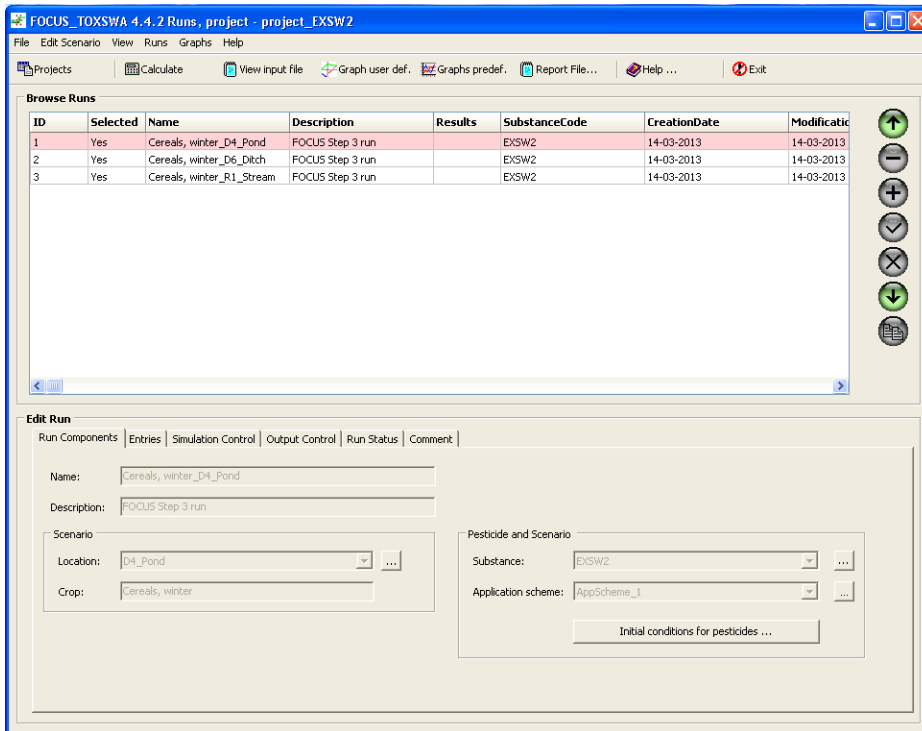 FOCUS_TOXSWA 4.4.2 Runs, project - project_EXSW2
File Edit Scenario View Runs Graphs Help
Projects Calculate View input file Graph user def. Graphs predef. Report File... Help ... Exit
Browse Runs
ID Selected Name Description Results SubstanceCode CreationDate Modificatio
1 Yes Cereals, winter_D4_Pond FOCUS Step 3 run EXSW2 14-03-2013 14-03-2013
2 Yes Cereals, winter_D6_Ditch FOCUS Step 3 run EXSW2 14-03-2013 14-03-2013
3 Yes Cereals, winter_R1_Stream FOCUS Step 3 run EXSW2 14-03-2013 14-03-2013
Edit Run
Run Components Entries Simulation Control Output Control Run Status Comment
Name: Cereals, winter_D4_Pond
Description: FOCUS Step 3 run
Scenario Pesticide and Scenario
Location: D4_Pond ... Substance: EXSW2 ...
Crop: Cereals, winter Application scheme: AppScheme_1 ...
Initial conditions for pesticides ...